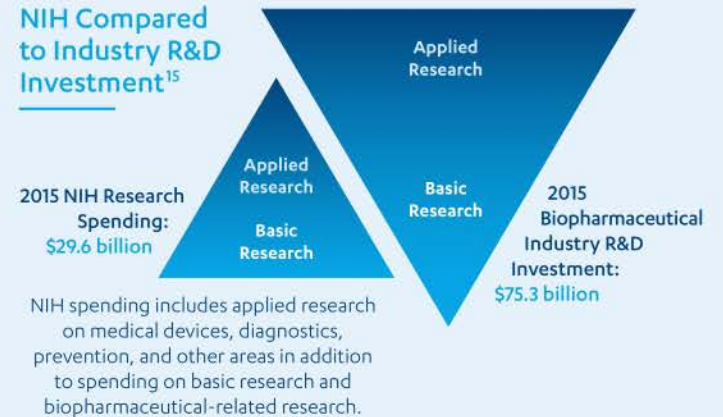 NIH Compared
to Industry R&D
Investment¹⁵
Applied
Research
Basic
Research
Applied
Research
Basic
Research
2015 NIH Research
Spending:
$29.6 billion
2015
Biopharmaceutical
Industry R&D
Investment:
$75.3 billion
NIH spending includes applied research
on medical devices, diagnostics,
prevention, and other areas in addition
to spending on basic research and
biopharmaceutical-related research.